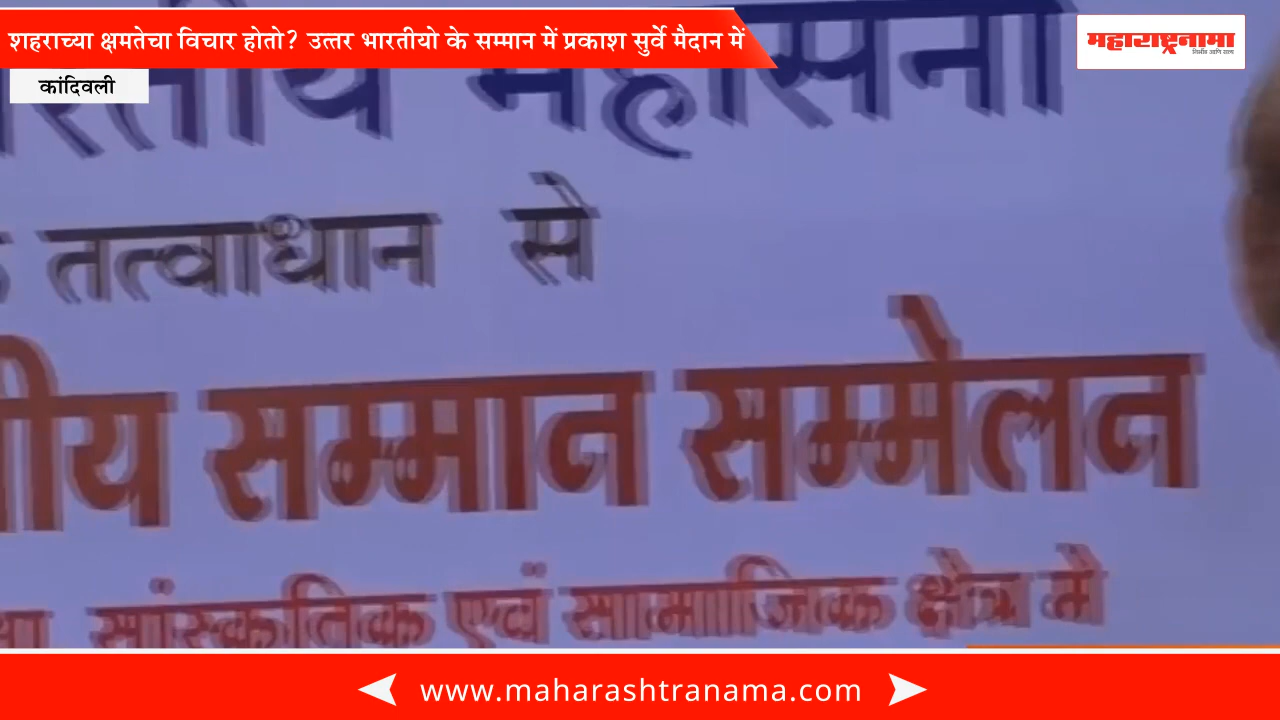 शहराच्या क्षमतेचा विचार होतो? उत्तर भारतीयो के सम्मान में प्रकाश सुर्वे मैदान में
महाराष्ट्रनामा
कांदिवली
महासेना
तत्वाधान से
सम्मान सम्मेलन
सांस्कृतिक एवं सामाजिक क्षेत्र में
www.maharashtranama.com